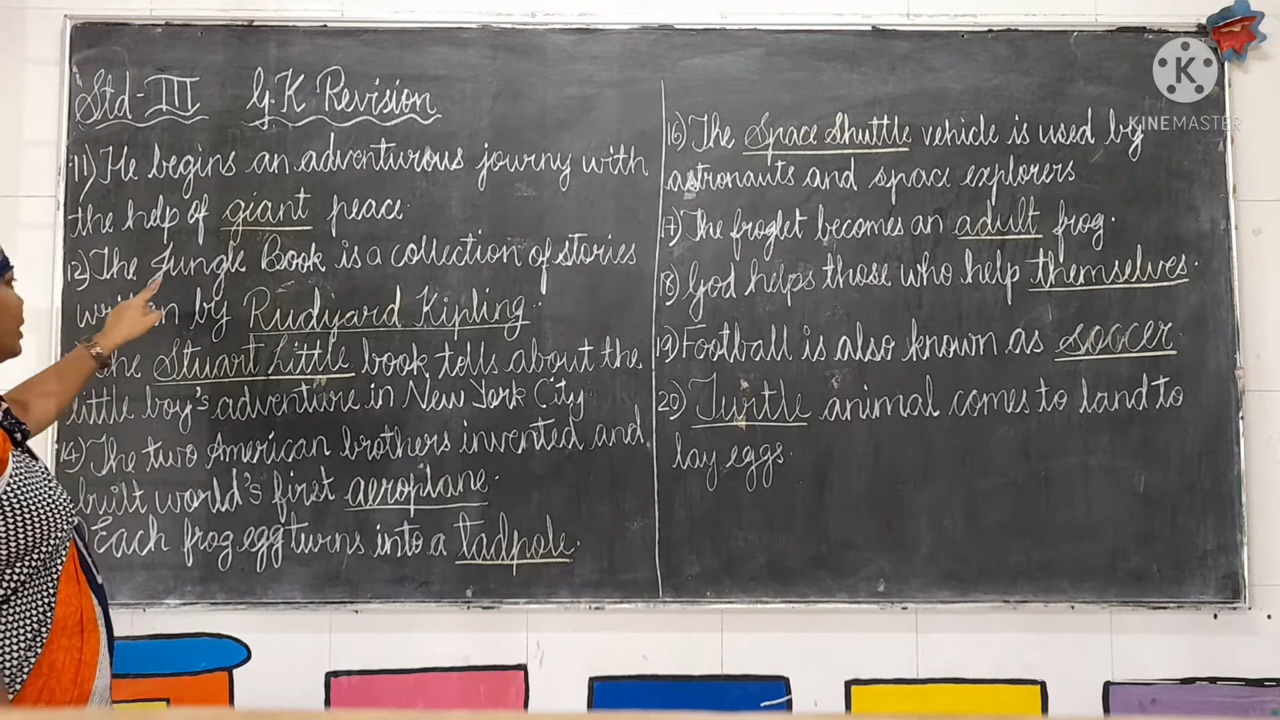 Std-III G.K Revision
11) He begins an adventurous journy with
the help of giant peace.
12) The Jungle Book is a collection of stories
by Rudyard Kipling.
Stuart Little book tells about the
little boy's adventure in New York City.
14) The two American brothers invented and
built world's first aeroplane.
Each frog egg turns into a tadpole.
16) The Space Shuttle vehicle is used by
astronauts and space explorers
17) The froglet becomes an adult frog.
18) God helps those who help themselves.
19) Football is also known as soccer.
20) Turtle animal comes to land to
lay eggs.
K
KINEMASTER